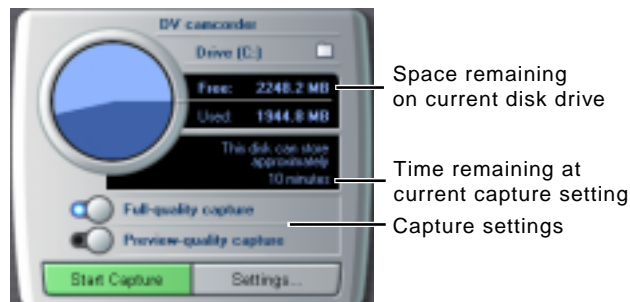 DV camcorder
Drive (C:)
Free: 2248.2 MB
Used: 1944.8 MB
This disk can store
approximately
10 minutes
Full-quality capture
Preview-quality capture
Start Capture
Settings...
Space remaining
on current disk drive
Time remaining at
current capture setting
Capture settings